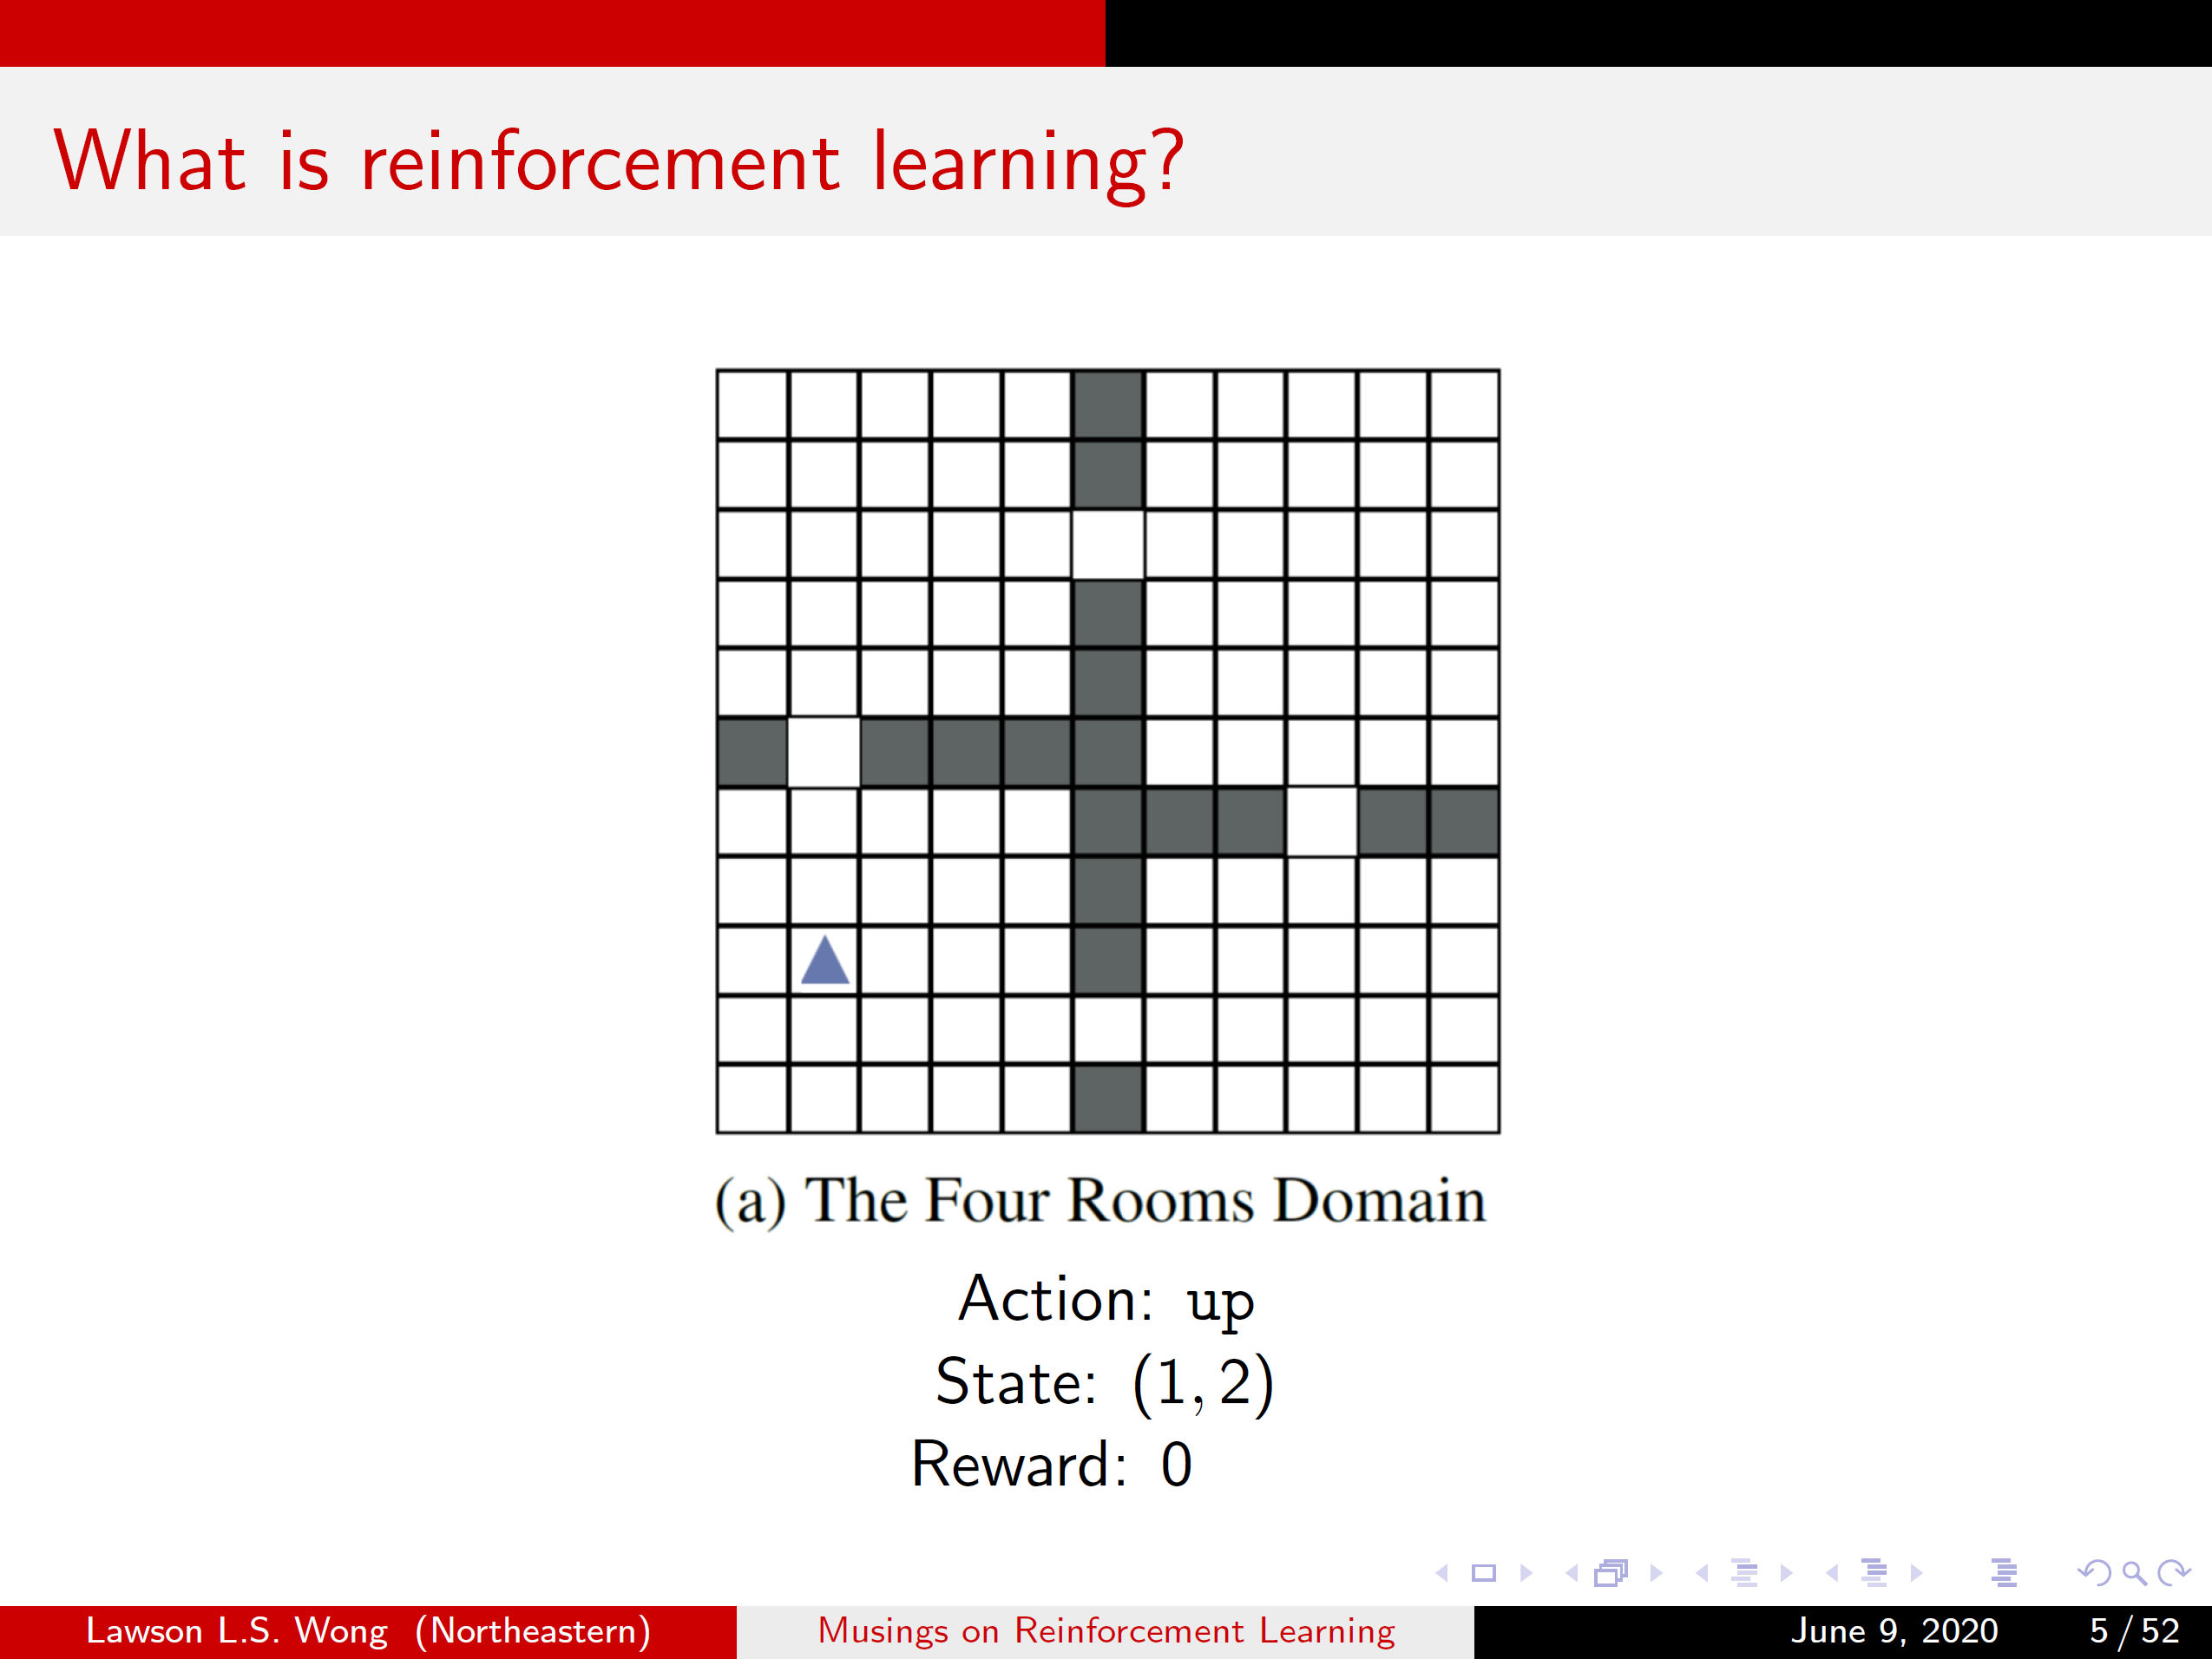 What is reinforcement learning?
(a) The Four Rooms Domain
Action: up
State: (1, 2)
Reward: 0
Lawson L.S. Wong (Northeastern)
Musings on Reinforcement Learning
June 9, 2020
5 / 52